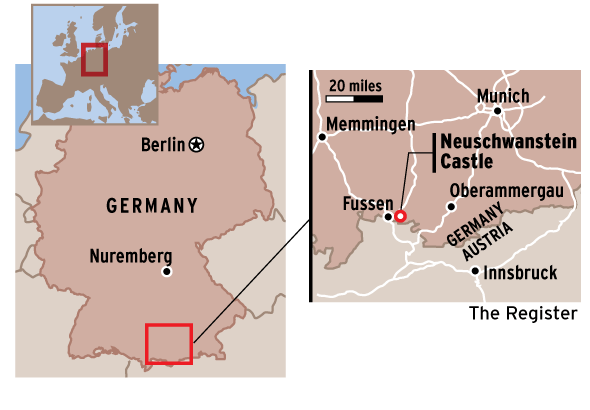 Berlin
GERMANY
Nuremberg
20 miles
Munich
Memmingen
Neuschwanstein
Castle
Oberammergau
Fussen
GERMANY
AUSTRIA
Innsbruck
The Register